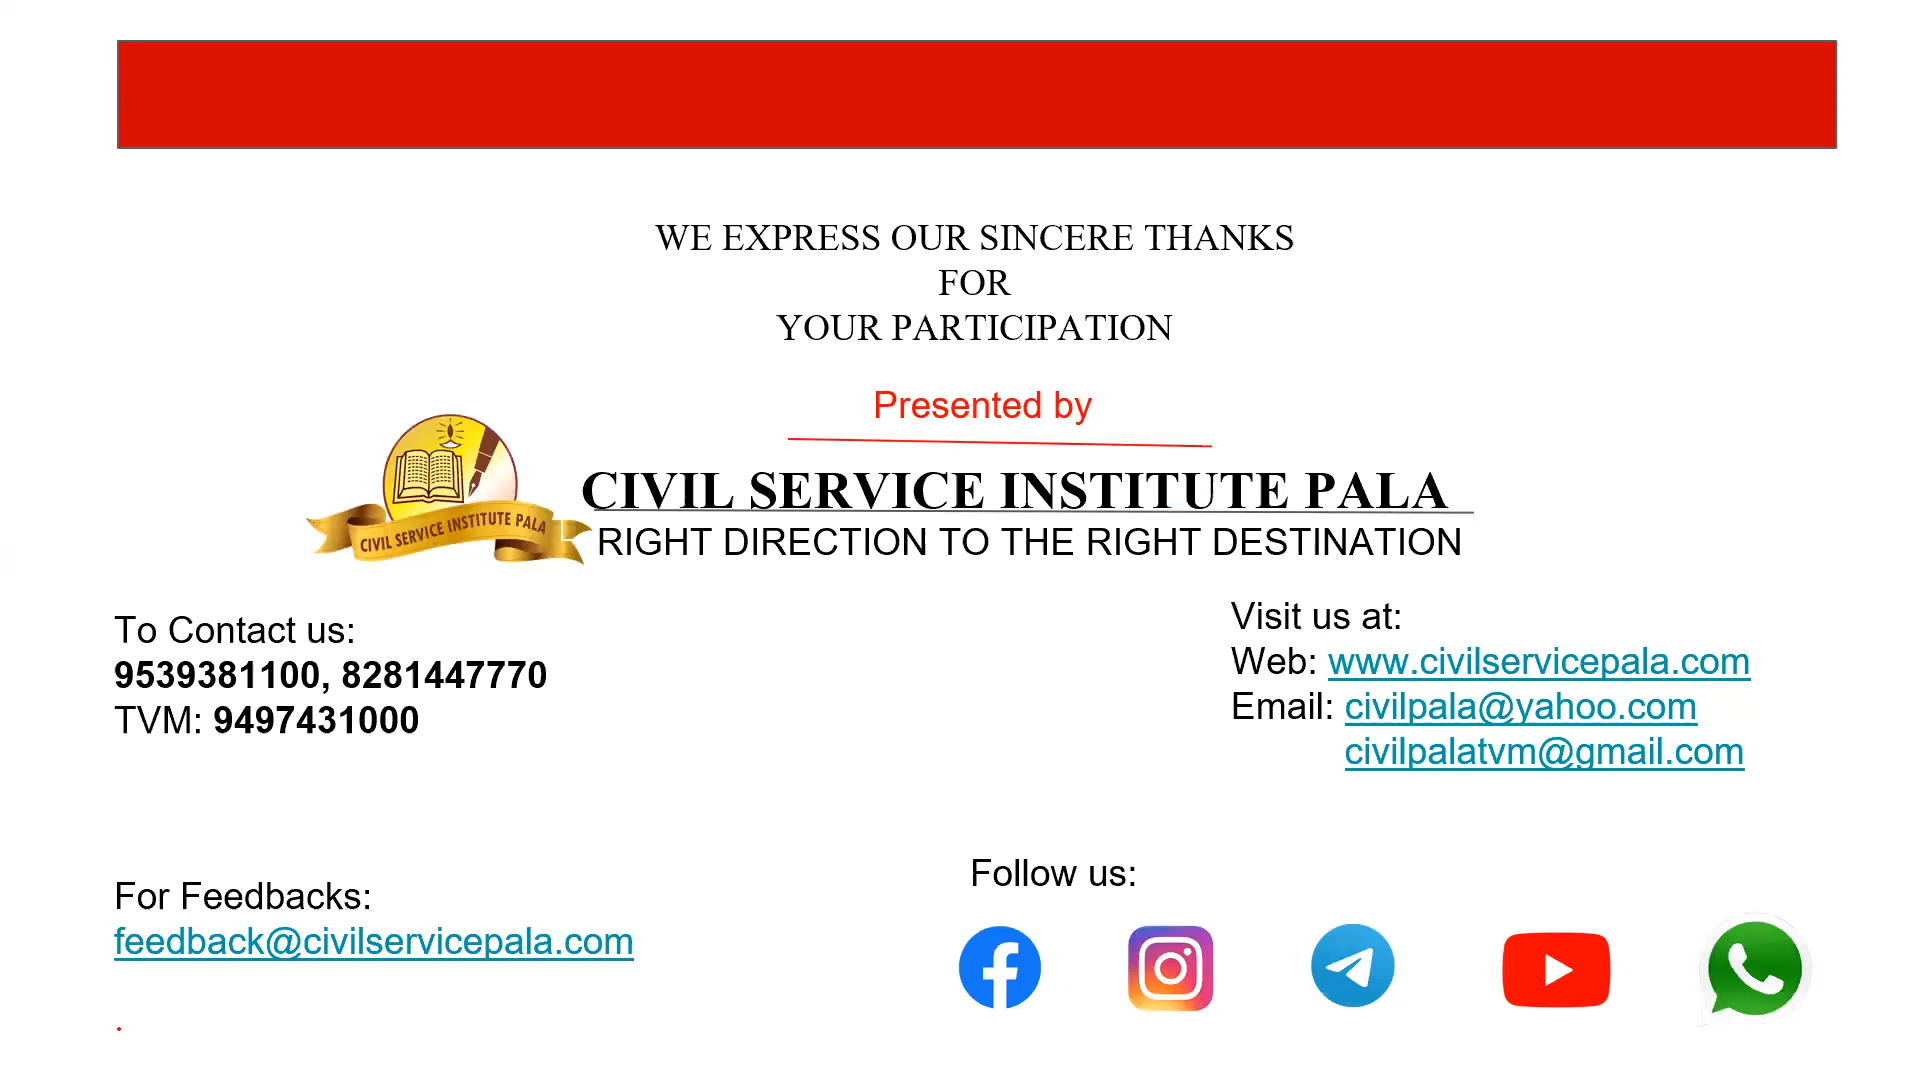 WE EXPRESS OUR SINCERE THANKS
FOR
YOUR PARTICIPATION
Presented by
CIVIL SERVICE INSTITUTE PALA
CIVIL SERVICE INSTITUTE PALA
RIGHT DIRECTION TO THE RIGHT DESTINATION
To Contact us:
9539381100, 8281447770
TVM: 9497431000
Visit us at:
Web: www.civilservicepala.com
Email: civilpala@yahoo.com
civilpalatvm@gmail.com
For Feedbacks:
feedback@civilservicepala.com
Follow us: